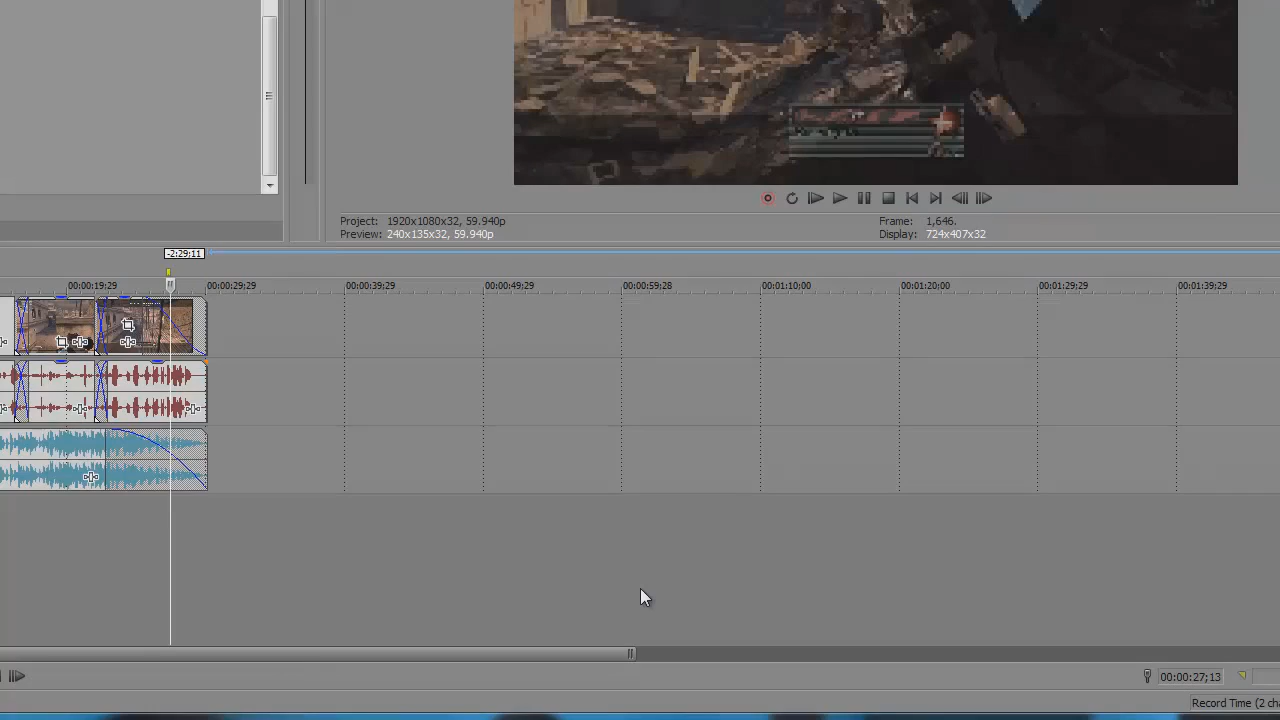 Project: 1920x1080x32, 59.940p Frame: 1,646.
Preview: 240x135x32, 59.940p Display: 724x407x32
-2:29:11
00:00:19;29 00:00:29;29 00:00:39;29 00:00:49;29 00:00:59;28 00:01:10;00 00:01:20;00 00:01:29;29 00:01:39;29
00:00:27;13
Record Time (2 ch